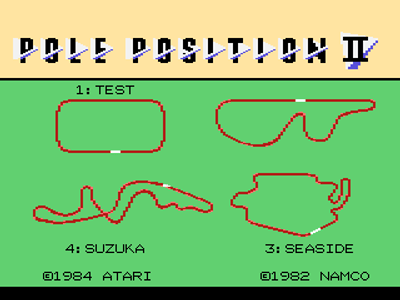 POLE POSITION II
1:TEST
4:SUZUKA
3:SEASIDE
©1984 ATARI
©1982 NAMCO